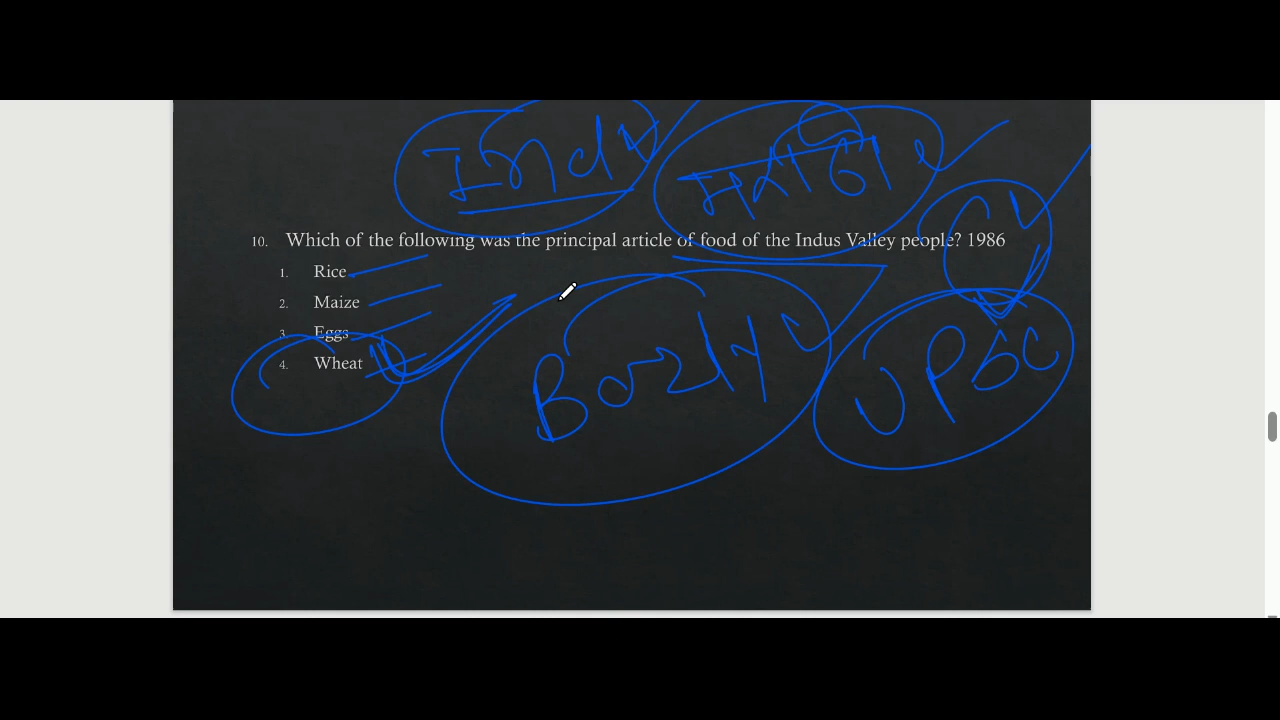 Ind
10. Which of the following was the principal article of food of the Indus Valley people? 1986
1. Rice
2. Maize
3. Eggs
4. Wheat
UPSC